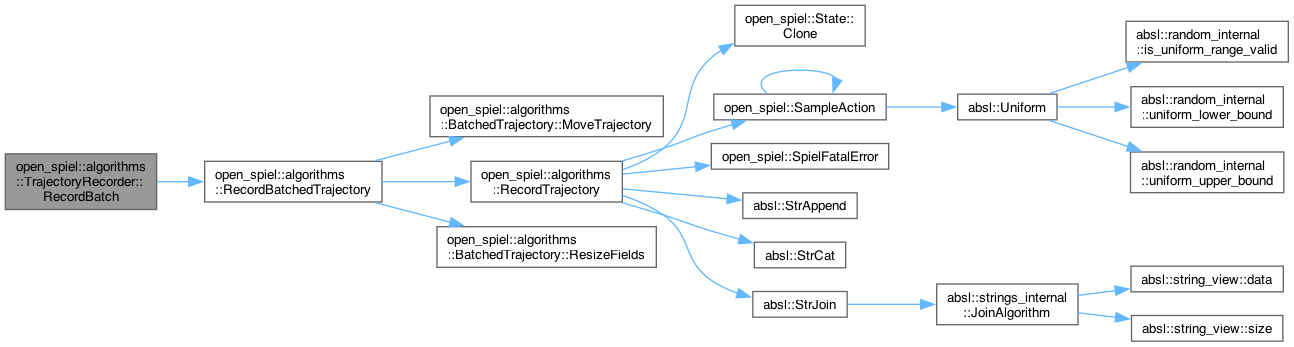 open_spiel::algorithms
::TrajectoryRecorder::
RecordBatch
open_spiel::algorithms
::RecordBatchedTrajectory
open_spiel::algorithms
::BatchedTrajectory::MoveTrajectory
open_spiel::algorithms
::RecordTrajectory
open_spiel::algorithms
::BatchedTrajectory::ResizeFields
open_spiel::State::
Clone
open_spiel::SampleAction
open_spiel::SpielFatalError
absl::StrAppend
absl::StrCat
absl::StrJoin
absl::Uniform
absl::strings_internal
::JoinAlgorithm
absl::random_internal
::is_uniform_range_valid
absl::random_internal
::uniform_lower_bound
absl::random_internal
::uniform_upper_bound
absl::string_view::data
absl::string_view::size